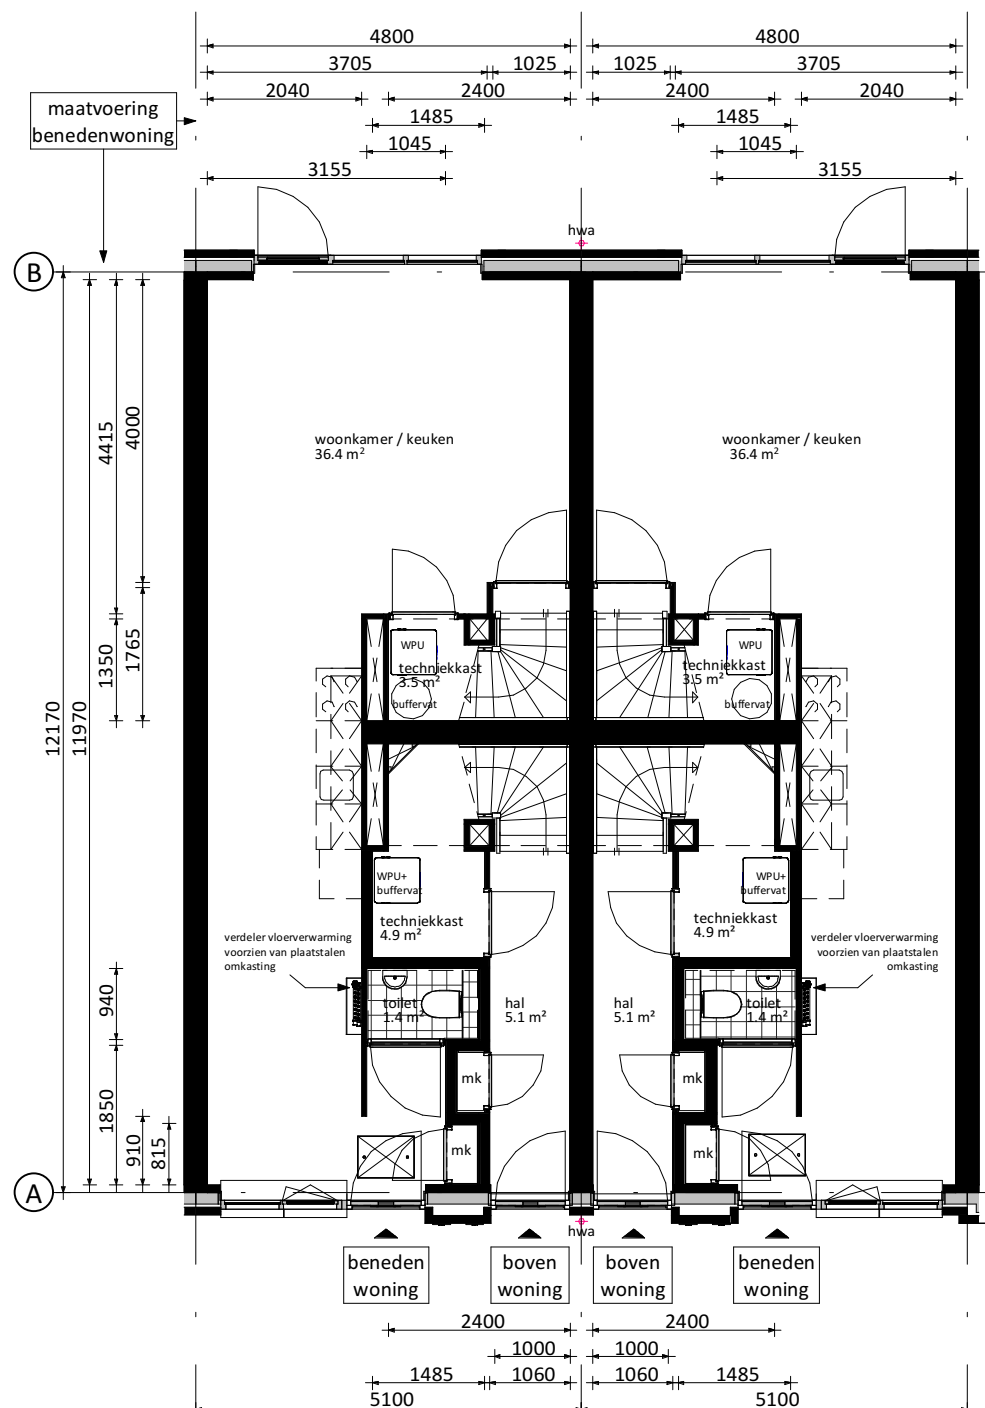 4800 4800
3705 1025 1025 3705
2040 2400 2400 2040
maatvoering
benedenwoning
1485 1485
1045 1045
3155 3155
hwa
B
woonkamer / keuken
36.4 m²
woonkamer / keuken
36.4 m²
4415
4000
1350
1765
12170
11970
WPU
techniekkast
3.5 m²
buffervat
WPU
techniekkast
3.5 m²
buffervat
WPU+
buffervat
techniekkast
4.9 m²
WPU+
buffervat
techniekkast
4.9 m²
verdeler vloerverwarming
voorzien van plaatstalen
omkasting
verdeler vloerverwarming
voorzien van plaatstalen
omkasting
940
toilet
1.4 m²
hal
5.1 m²
hal
5.1 m²
toilet
1.4 m²
mk mk
1850
910
815
mk mk
A
hwa
beneden
woning
boven
woning
boven
woning
beneden
woning
2400 2400
1000 1000
1485 1060 1060 1485
5100 5100